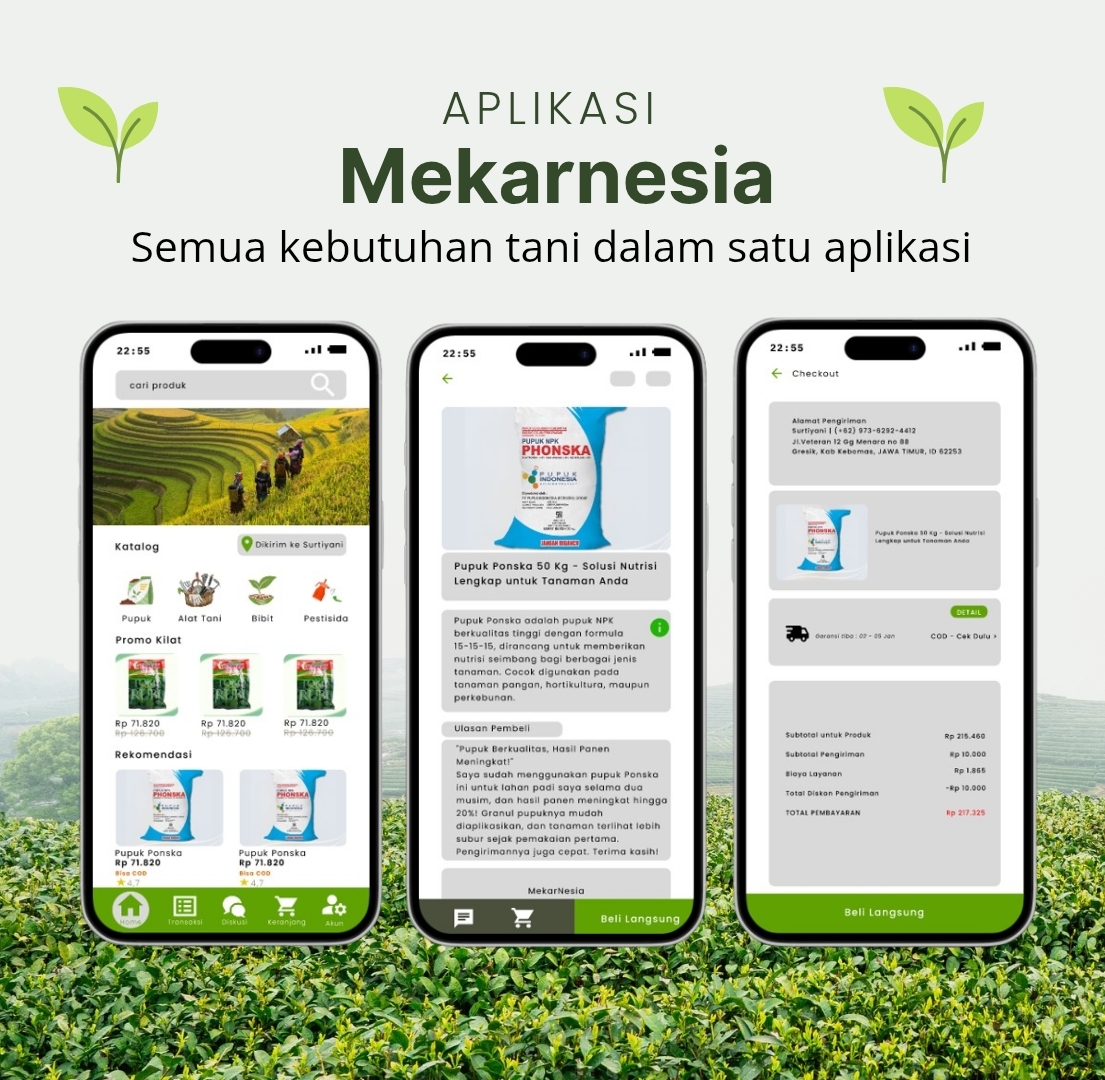 APLIKASI
Mekarnesia
Semua kebutuhan tani dalam satu aplikasi
22:55
cari produk
Katalog
Dikirim ke Surtiyani
Pupuk
Alat Tani
Bibit
Pestisida
Promo Kilat
Rp 71.820
Rp 71.820
Rp 71.820
Rp 126.700
Rp 126.700
Rp 126.700
Rekomendasi
PHONSKA
PHONSKA
Pupuk Ponska
Pupuk Ponska
Rp 71.820
Rp 71.820
Bisa COD
Bisa COD
4,7
4,7
Home
Transaksi
Diskusi
Keranjang
Akun
22:55
PUPUK NPK
PHONSKA
PUPUK
INDONESIA
Pupuk Ponska 50 Kg - Solusi Nutrisi
Lengkap untuk Tanaman Anda
Pupuk Ponska adalah pupuk NPK
berkualitas tinggi dengan formula
15-15-15, dirancang untuk memberikan
nutrisi seimbang bagi berbagai jenis
tanaman. Cocok digunakan pada
tanaman pangan, hortikultura, maupun
perkebunan.
Ulasan Pembeli
"Pupuk Berkualitas, Hasil Panen
Meningkat!"
Saya sudah menggunakan pupuk Ponska
ini untuk lahan padi saya selama dua
musim, dan hasil panen meningkat hingga
20%! Granul pupuknya mudah
diaplikasikan, dan tanaman terlihat lebih
subur sejak pemakaian pertama.
Pengirimannya juga cepat. Terima kasih!
MekarNesia
Beli Langsung
22:55
Checkout
Alamat Pengiriman
Surtiyani | (+62) 973-6292-4412
Jl.Veteran 12 Gg Menara no 88
Gresik, Kab Kebomas, JAWA TIMUR, ID 62253
PHONSKA
Pupuk Ponska 50 Kg - Solusi Nutrisi
Lengkap untuk Tanaman Anda
DETAIL
Garansi tiba : 03 - 05 Jan
COD - Cek Dulu >
Subtotal untuk Produk Rp 215.460
Subtotal Pengiriman Rp 10.000
Biaya Layanan Rp 1.865
Total Diskon Pengiriman -Rp 10.000
TOTAL PEMBAYARAN Rp 217.325
Beli Langsung